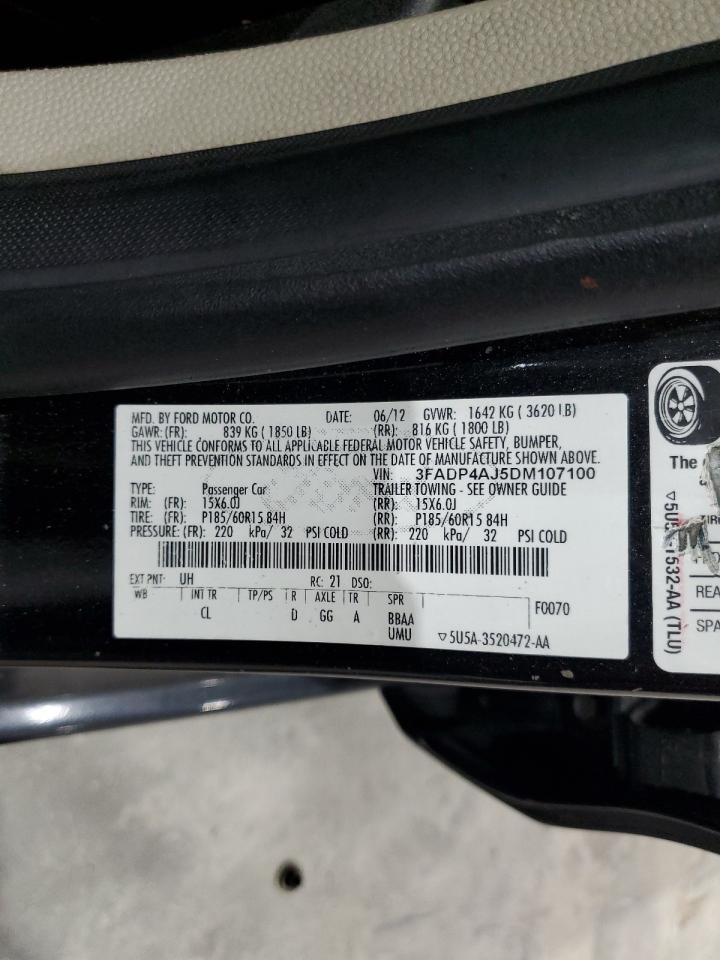 MFD. BY FORD MOTOR CO. DATE: 06/12 GVWR: 1642 KG ( 3620 LB)
GAWR: (FR): 839 KG ( 1850 LB) (RR): 816 KG ( 1800 LB)
THIS VEHICLE CONFORMS TO ALL APPLICABLE FEDERAL MOTOR VEHICLE SAFETY, BUMPER,
AND THEFT PREVENTION STANDARDS IN EFFECT ON THE DATE OF MANUFACTURE SHOWN ABOVE.
VIN: 3FADP4AJ5DM107100
TYPE: Passenger Car TRAILER TOWING - SEE OWNER GUIDE
RIM: (FR): 15X6.0J (RR): 15X6.0J
TIRE: (FR): P185/60R15 84H (RR): P185/60R15 84H
PRESSURE: (FR): 220 kPa/ 32 PSI COLD (RR): 220 kPa/ 32 PSI COLD
EXT PNT: UH RC: 21 DSO:
WB INT TR TP/PS R AXLE TR SPR F0070
CL D GG A BBAA
UMU ▽5U5A-3520472-AA
The
REA
SPA